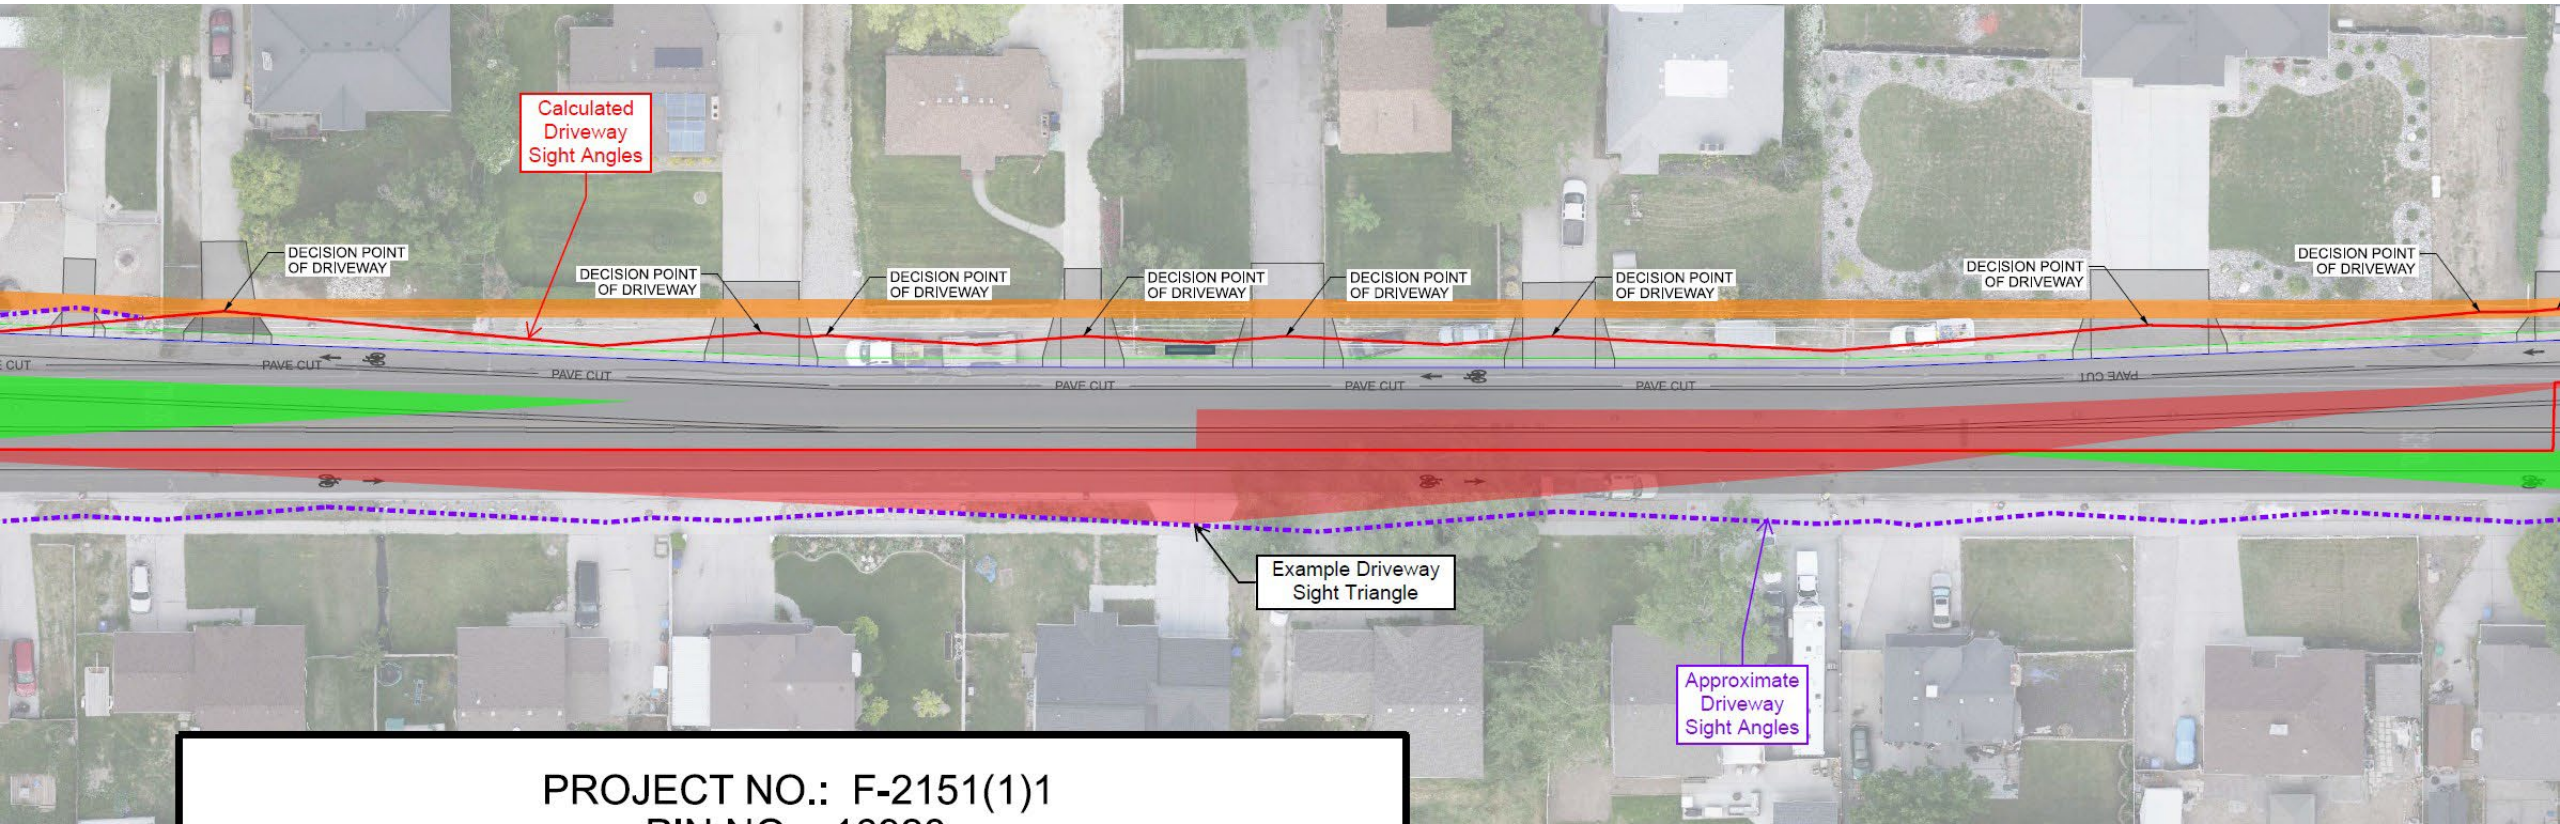 Calculated
Driveway
Sight Angles
DECISION POINT
OF DRIVEWAY
DECISION POINT
OF DRIVEWAY
DECISION POINT
OF DRIVEWAY
DECISION POINT
OF DRIVEWAY
DECISION POINT
OF DRIVEWAY
DECISION POINT
OF DRIVEWAY
DECISION POINT
OF DRIVEWAY
DECISION POINT
OF DRIVEWAY
CUT
PAVE CUT
PAVE CUT
PAVE CUT
PAVE CUT
PAVE CUT
PAVE CUT
Example Driveway
Sight Triangle
Approximate
Driveway
Sight Angles
PROJECT NO.: F-2151(1)1
PIN NO.